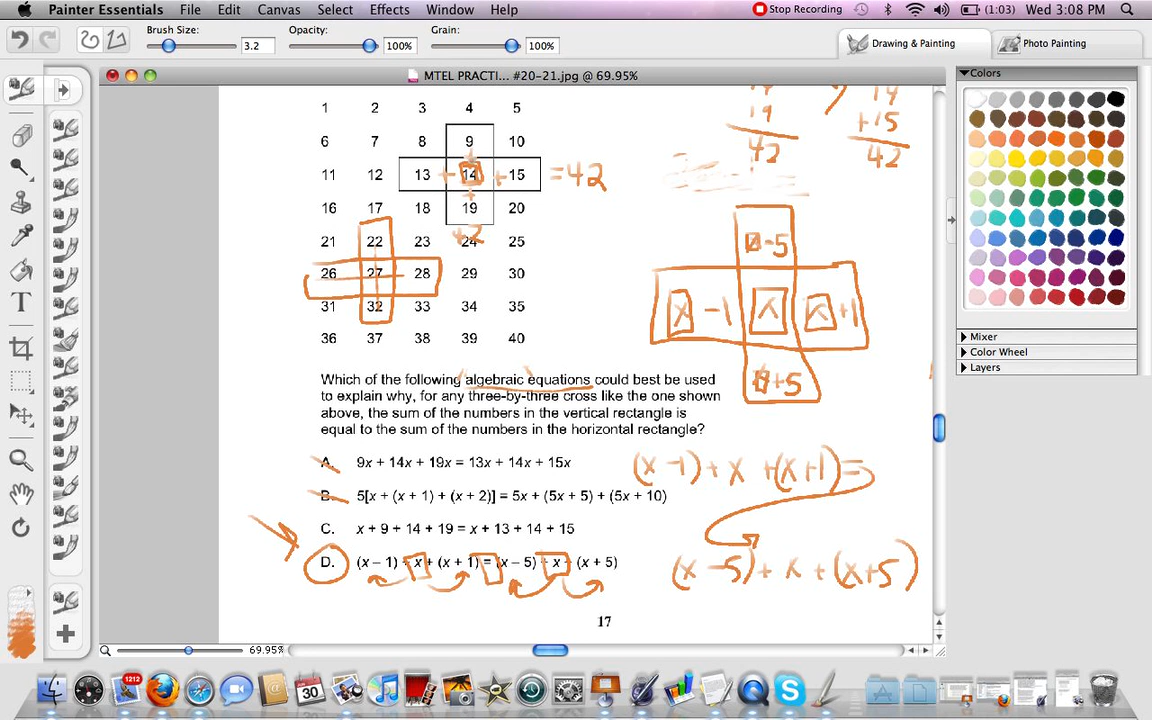 Painter Essentials File Edit Canvas Select Effects Window Help Stop Recording (1:03) Wed 3:08 PM
Brush Size: Opacity: Grain:
3.2 100% 100%
Drawing & Painting Photo Painting
MTEL PRACTI... #20-21.jpg @ 69.95%
Colors
1 2 3 4 5
19
+15
42 42
6 7 8 9 10
11 12 13 + 14 + 15 = 42
16 17 18 19 20
+2
21 22 23 24 25
26 27 28 29 30
31 32 33 34 35
36 37 38 39 40
-5
x -1 x x +1
+5
Mixer
Color Wheel
Layers
Which of the following algebraic equations could best be used
to explain why, for any three-by-three cross like the one shown
above, the sum of the numbers in the vertical rectangle is
equal to the sum of the numbers in the horizontal rectangle?
A. 9x + 14x + 19x = 13x + 14x + 15x
(x -1) + x + (x+1) =
B. 5[x + (x + 1) + (x + 2)] = 5x + (5x + 5) + (5x + 10)
C. x + 9 + 14 + 19 = x + 13 + 14 + 15
D. (x – 1) + x + (x + 1) = (x – 5) + x + (x + 5)
(x -5) + x + (x+5)
17
69.95%
1212
JUL
30